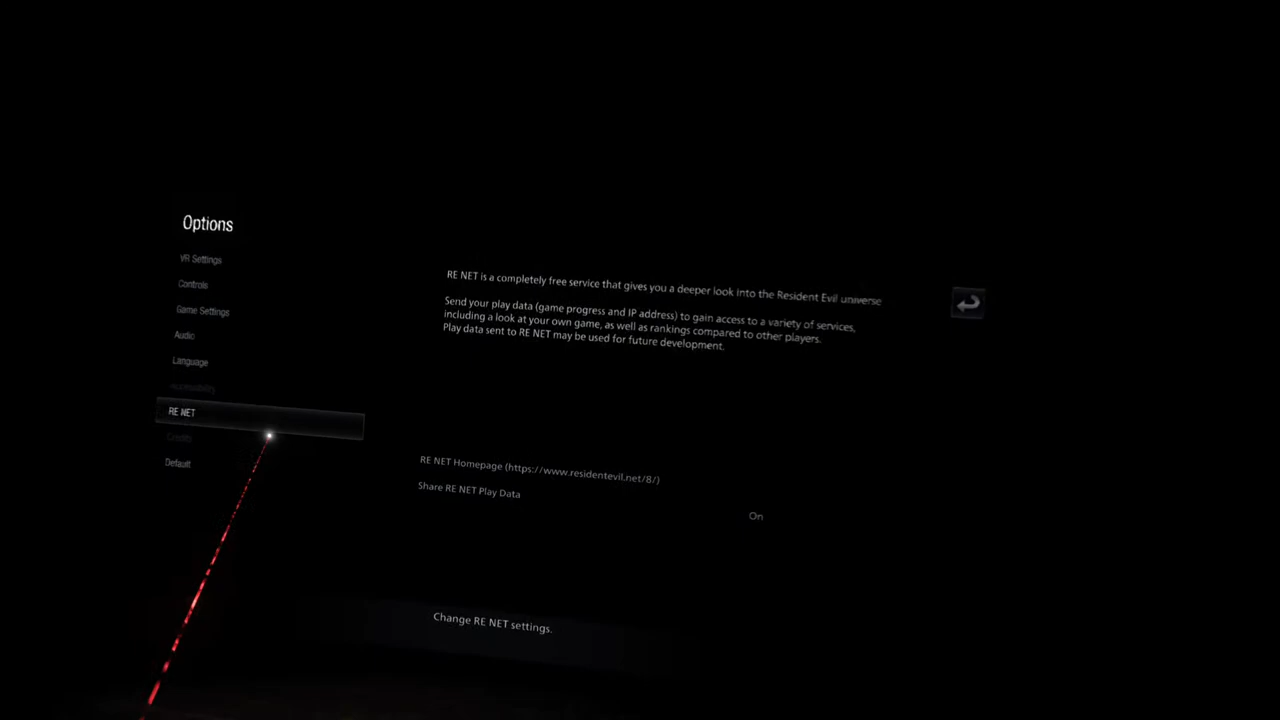 Options
VR Settings
Controls
Game Settings
Audio
Language
Accessibility
RE NET
Credits
Default
RE NET is a completely free service that gives you a deeper look into the Resident Evil universe
Send your play data (game progress and IP address) to gain access to a variety of services,
including a look at your own game, as well as rankings compared to other players.
Play data sent to RE NET may be used for future development.
RE NET Homepage (https://www.residentevil.net/8/)
Share RE NET Play Data
On
Change RE NET settings.